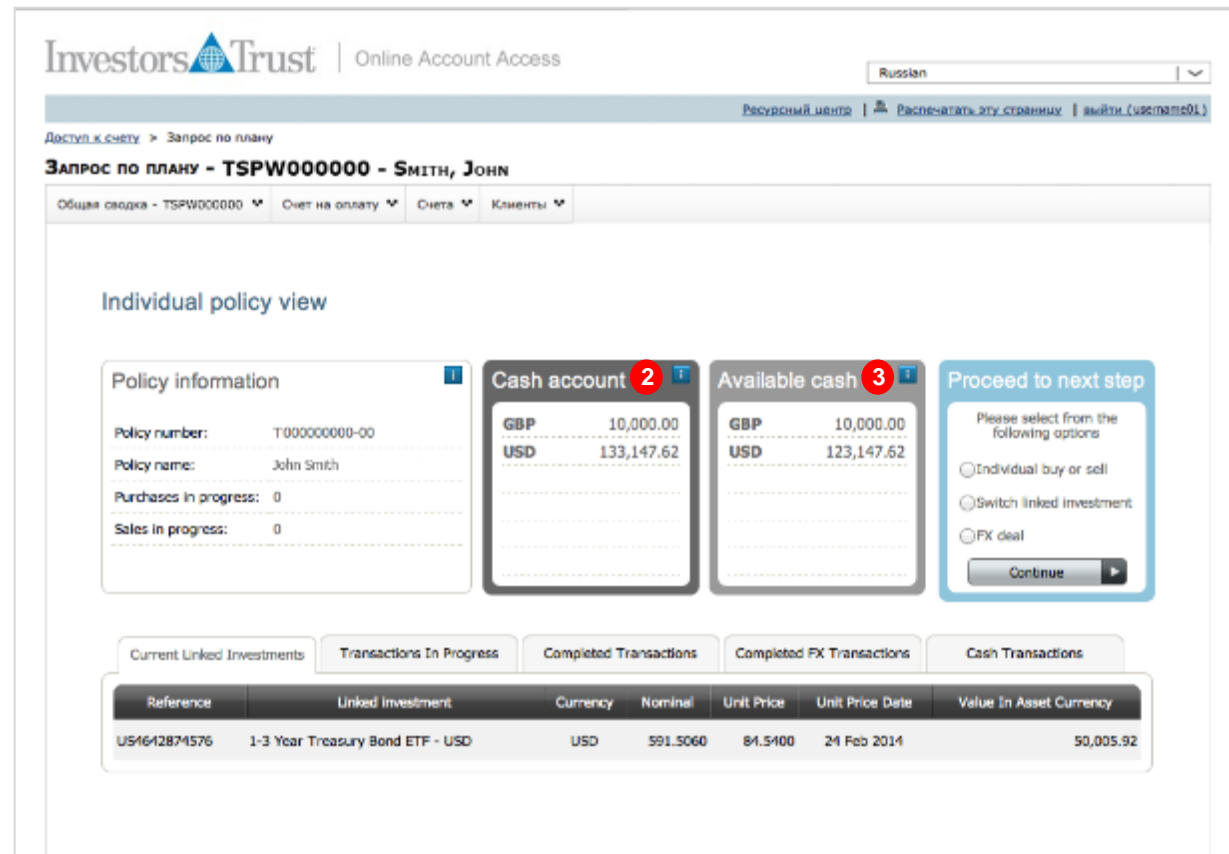 Investors Trust | Online Account Access
Russian
Ресурсный центр | Распечатать эту страницу | выйти (username01)
Доступ к счету > Запрос по плану
Запрос по плану - TSPW000000 - Smith, John
Общая сводка - TSPW000000 Счет на оплату Счета Клиенты
Individual policy view
Policy information
Policy number: T000000000-00
Policy name: John Smith
Purchases in progress: 0
Sales in progress: 0
Cash account 2
GBP 10,000.00
USD 133,147.62
Available cash 3
GBP 10,000.00
USD 123,147.62
Proceed to next step
Please select from the
following options
Individual buy or sell
Switch linked investment
FX deal
Continue
Current Linked Investments Transactions In Progress Completed Transactions Completed FX Transactions Cash Transactions
Reference Linked Investment Currency Nominal Unit Price Unit Price Date Value In Asset Currency
US4642874576 1-3 Year Treasury Bond ETF - USD USD 591.5060 84.5400 24 Feb 2014 50,005.92